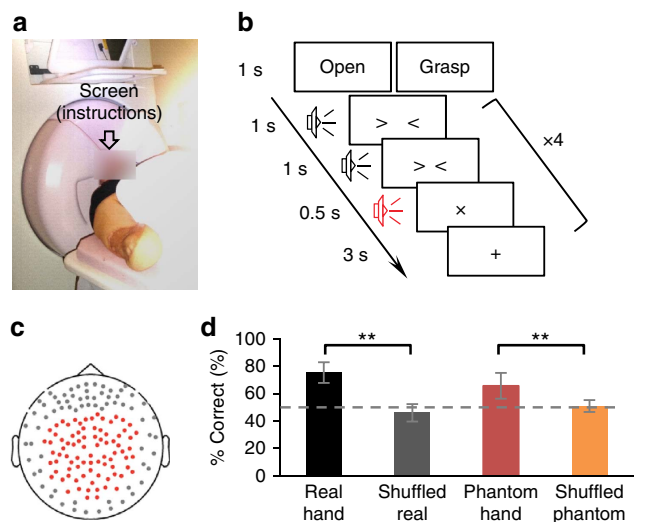 a
Screen
(instructions)
b
1 s
Open
Grasp
1 s
> <
1 s
> <
×4
0.5 s
×
3 s
+
c
d
% Correct (%)
100
80
60
40
20
0
**
**
Real
hand
Shuffled
real
Phantom
hand
Shuffled
phantom